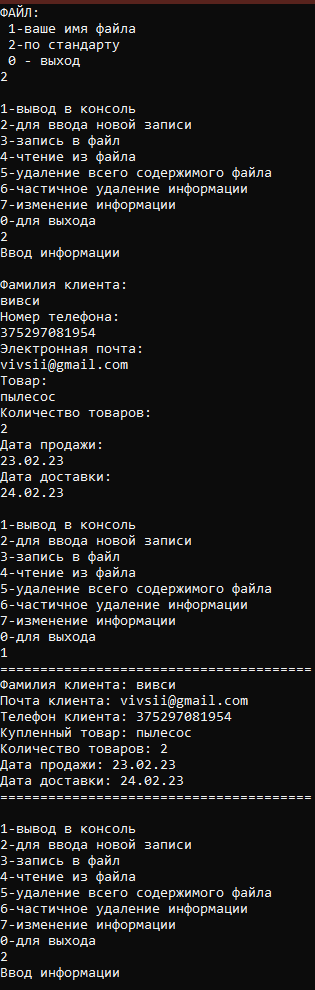 ФАЙЛ:
1-ваше имя файла
2-по стандарту
0 - выход
2
1-вывод в консоль
2-для ввода новой записи
3-запись в файл
4-чтение из файла
5-удаление всего содержимого файла
6-частичное удаление информации
7-изменение информации
0-для выхода
2
Ввод информации
Фамилия клиента:
вивси
Номер телефона:
375297081954
Электронная почта:
vivsii@gmail.com
Товар:
пылесос
Количество товаров:
2
Дата продажи:
23.02.23
Дата доставки:
24.02.23
1-вывод в консоль
2-для ввода новой записи
3-запись в файл
4-чтение из файла
5-удаление всего содержимого файла
6-частичное удаление информации
7-изменение информации
0-для выхода
1
=======================================
Фамилия клиента: вивси
Почта клиента: vivsii@gmail.com
Телефон клиента: 375297081954
Купленный товар: пылесос
Количество товаров: 2
Дата продажи: 23.02.23
Дата доставки: 24.02.23
=======================================
1-вывод в консоль
2-для ввода новой записи
3-запись в файл
4-чтение из файла
5-удаление всего содержимого файла
6-частичное удаление информации
7-изменение информации
0-для выхода
2
Ввод информации